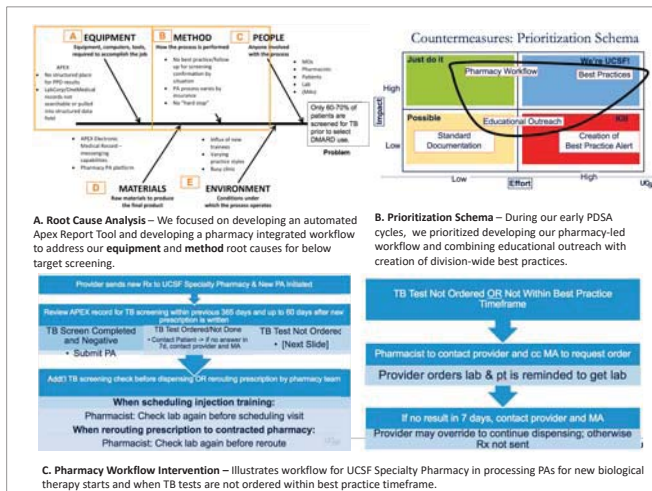 A EQUIPMENT
Equipment, computers, tools,
required to accomplish the job
APEX
No structured place
for PPD results
LabCorp/OneMedical
records not
searchable or pulled
into structured data
field
B METHOD
How the process is performed
No best practice/follow
up for screening
confirmation by
situation
PA process varies by
insurance
No "hard stop"
C PEOPLE
Anyone involved
with the process
MDs
Pharmacists
Patients
Lab
(MAs)
Only 60-70% of
patients are
screened for TB
prior to select
DMARD use.
Problem
APEX Electronic
Medical Record –
messaging
capabilities
Pharmacy PA platform
Influx of new
trainees
Varying
practice styles
Busy clinic
D MATERIALS
Raw materials to produce
the final product
E ENVIRONMENT
Conditions under
which the process operates
A. Root Cause Analysis – We focused on developing an automated
Apex Report Tool and developing a pharmacy integrated workflow
to address our equipment and method root causes for below
target screening.
Countermeasures: Prioritization Schema
Just do it
We're UCSF!
Pharmacy Workflow
Best Practices
High
Impact
Possible
Kill
Educational Outreach
Standard
Documentation
Creation of
Best Practice Alert
Low
Low
Effort
High
B. Prioritization Schema – During our early PDSA
cycles, we prioritized developing our pharmacy-led
workflow and combining educational outreach with
creation of division-wide best practices.
Provider sends new Rx to UCSF Specialty Pharmacy & New PA Initiated
Review APEX record for TB screening within previous 365 days and up to 60 days after new
prescription is written
TB Screen Completed
and Negative
• Submit PA
TB Test Ordered/Not Done
• Contact Patient → if no answer in
7d, contact provider and MA
TB Test Not Ordered
• [Next Slide]
Add'l TB screening check before dispensing OR rerouting prescription by pharmacy team
When scheduling injection training:
Pharmacist: Check lab again before scheduling visit
When rerouting prescription to contracted pharmacy:
Pharmacist: Check lab again before reroute
TB Test Not Ordered OR Not Within Best Practice
Timeframe
Pharmacist to contact provider and cc MA to request order
Provider orders lab & pt is reminded to get lab
If no result in 7 days, contact provider and MA
Provider may override to continue dispensing; otherwise
Rx not sent
C. Pharmacy Workflow Intervention – Illustrates workflow for UCSF Specialty Pharmacy in processing PAs for new biological
therapy starts and when TB tests are not ordered within best practice timeframe.